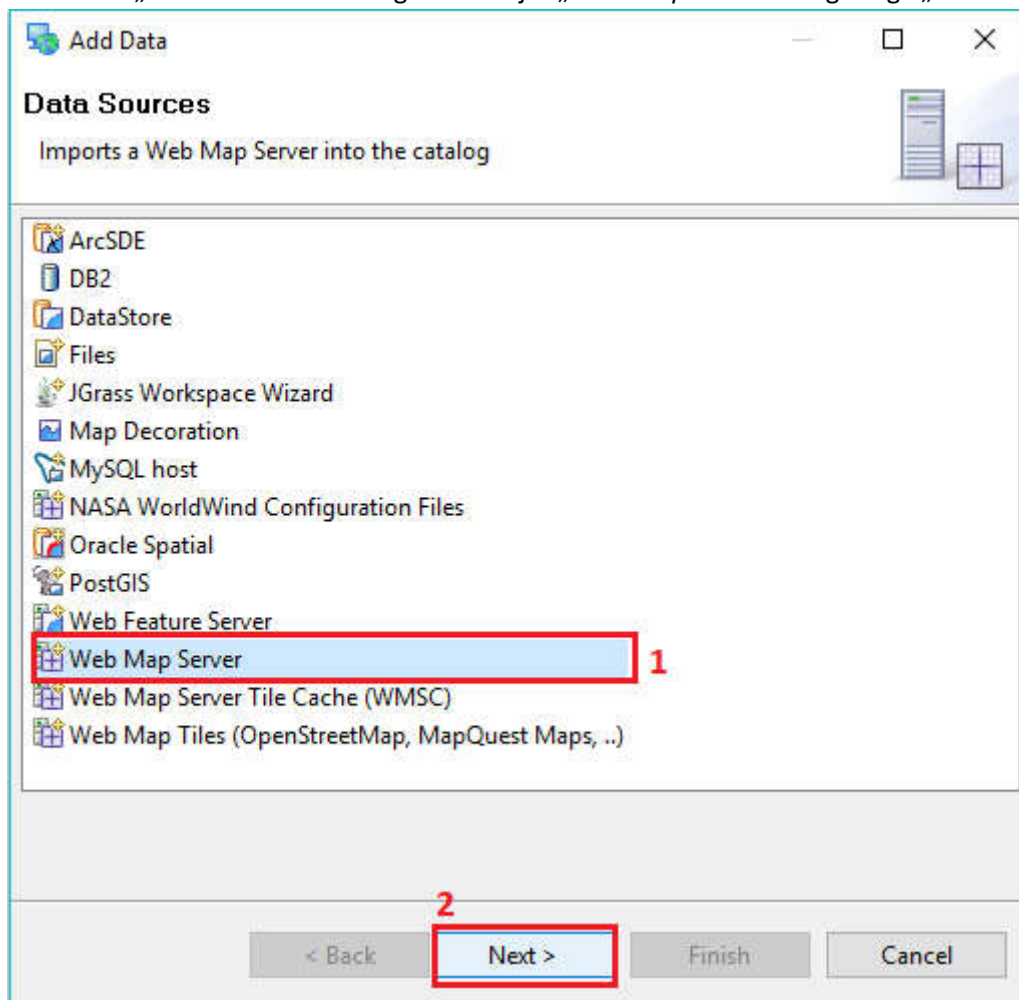 Add Data
Data Sources
Imports a Web Map Server into the catalog
ArcSDE
DB2
DataStore
Files
JGrass Workspace Wizard
Map Decoration
MySQL host
NASA WorldWind Configuration Files
Oracle Spatial
PostGIS
Web Feature Server
Web Map Server 1
Web Map Server Tile Cache (WMSC)
Web Map Tiles (OpenStreetMap, MapQuest Maps, ..)
2
< Back Next > Finish Cancel